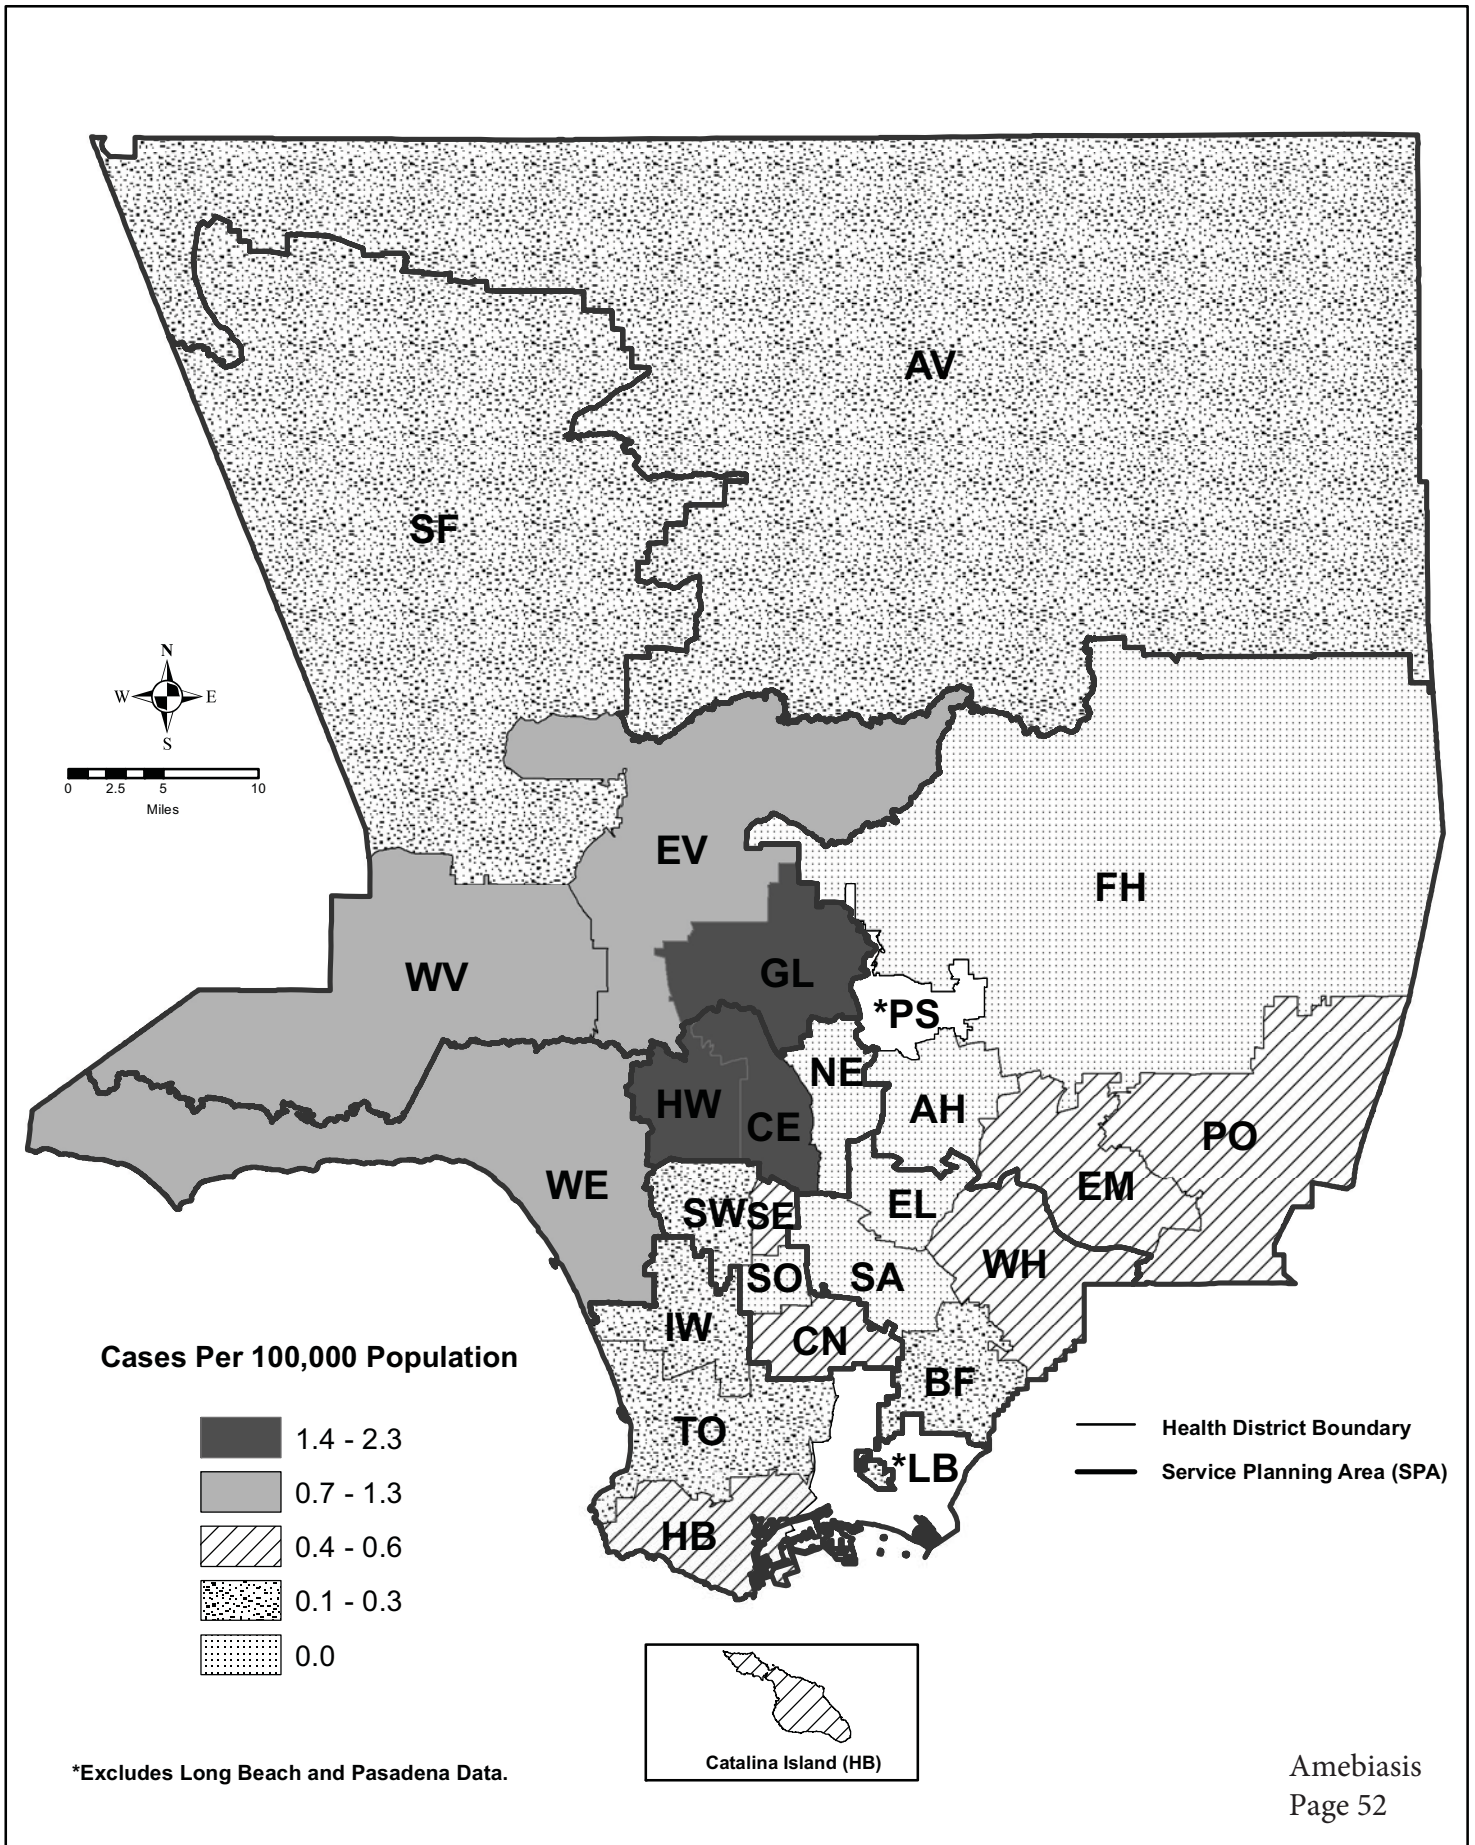 AV
SF
N
W E
S
0 2.5 5 10
Miles
EV
FH
WV
GL
*PS
NE
HW
AH
CE
PO
WE
EM
EL
SW
SE
WH
SO
SA
IW
CN
BF
TO
*LB
HB
Cases Per 100,000 Population
1.4 - 2.3
0.7 - 1.3
0.4 - 0.6
0.1 - 0.3
0.0
Health District Boundary
Service Planning Area (SPA)
Catalina Island (HB)
*Excludes Long Beach and Pasadena Data.
Amebiasis
Page 52